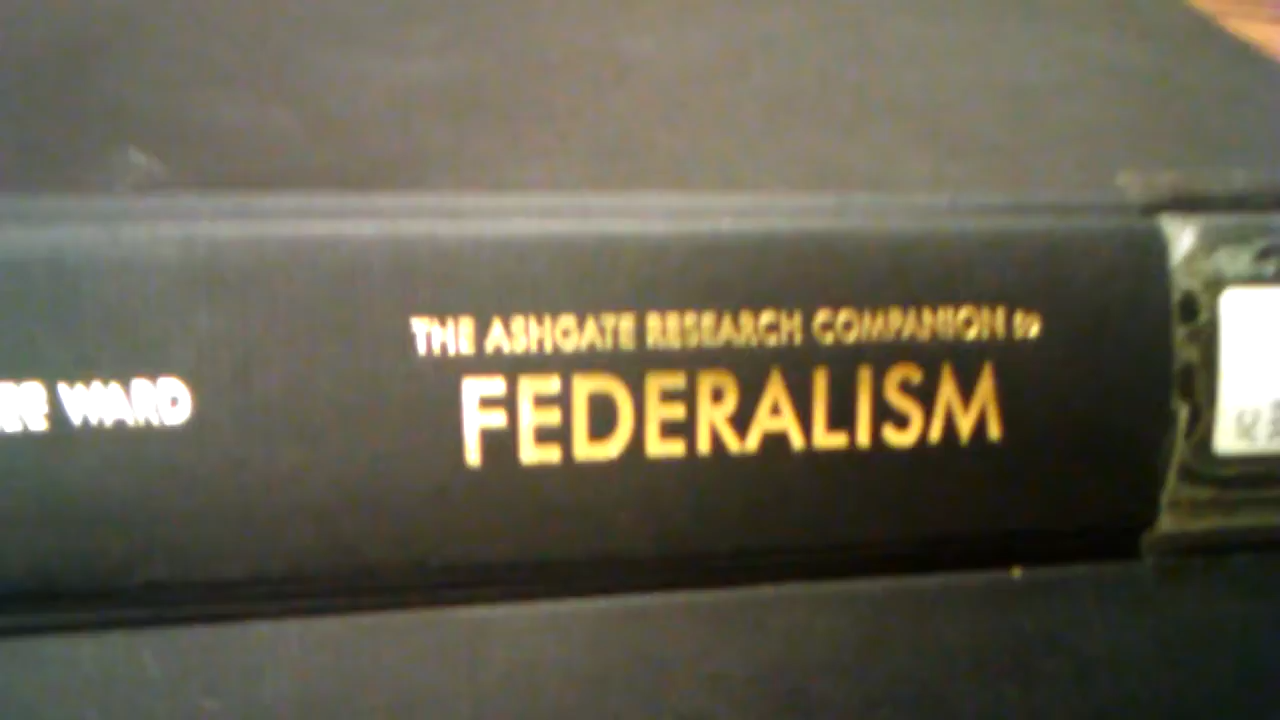 WARD
THE ASHGATE RESEARCH COMPANION TO
FEDERALISM